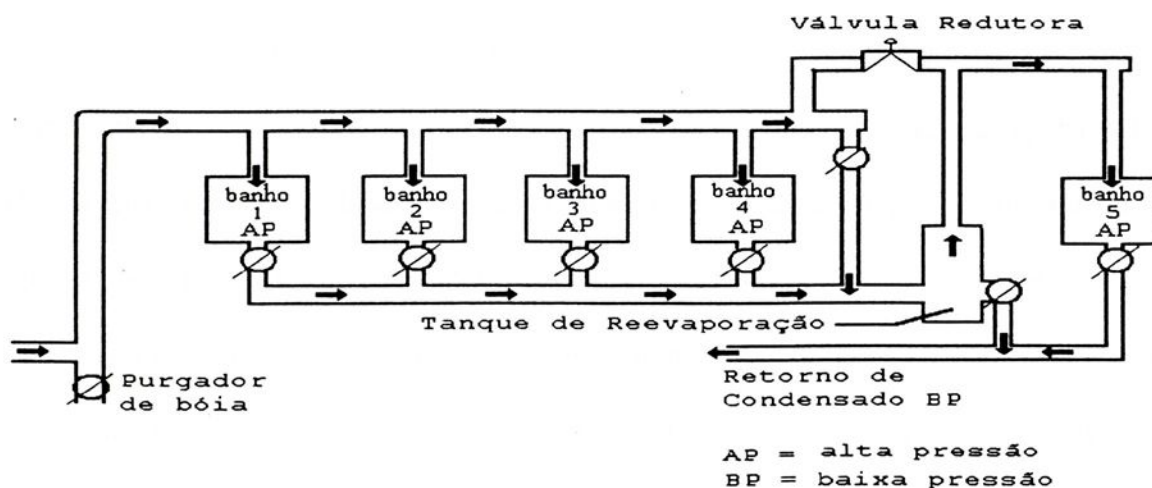 Válvula Redutora
banho
1
AP
banho
2
AP
banho
3
AP
banho
4
AP
banho
5
AP
Tanque de Reevaporação
Purgador
de bóia
Retorno de
Condensado BP
AP = alta pressão
BP = baixa pressão